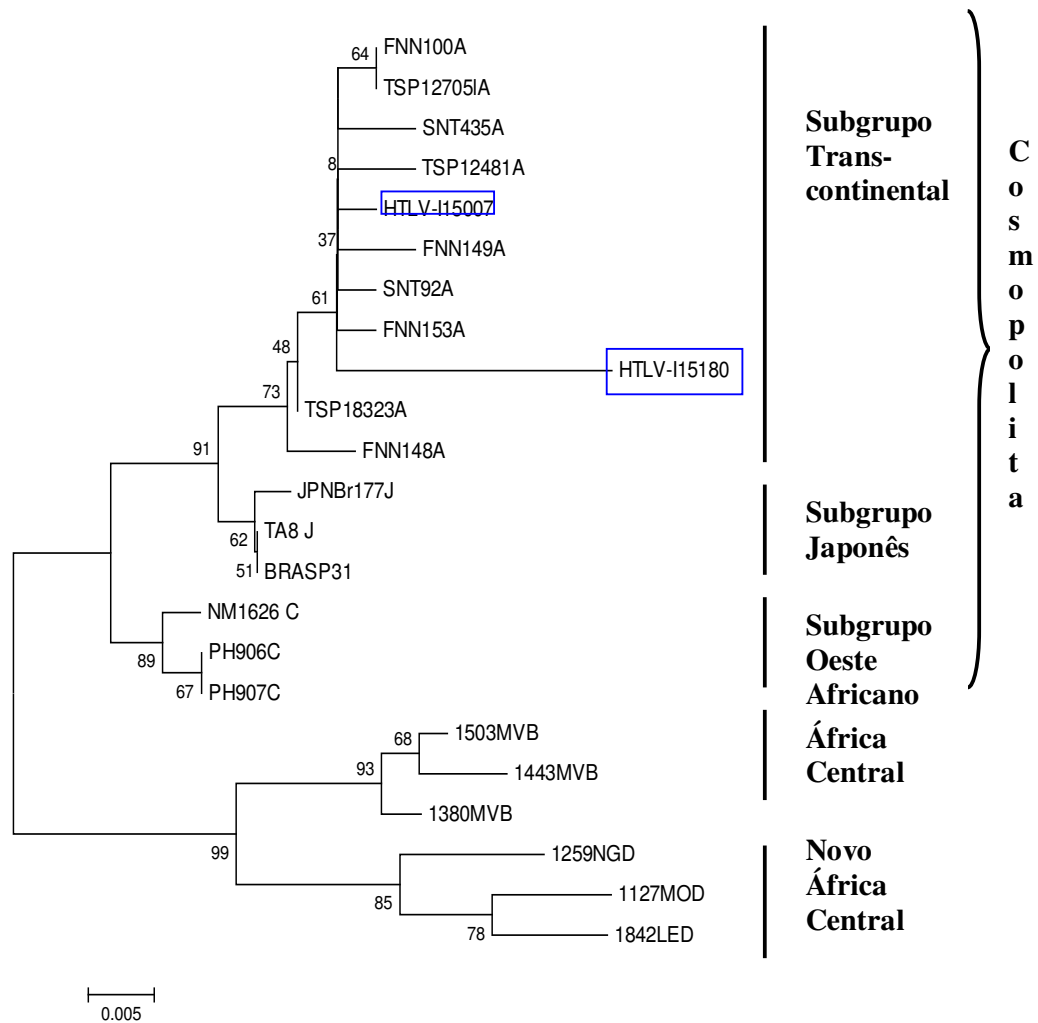 FNN100A
64
TSP12705IA
SNT435A
8
TSP12481A
HTLV-I15007
37
FNN149A
SNT92A
61
FNN153A
48
HTLV-I15180
73
TSP18323A
91
FNN148A
JPNBr177J
TA8 J
62
51
BRASP31
NM1626 C
PH906C
89
67
PH907C
1503MVB
68
93
1443MVB
1380MVB
99
1259NGD
1127MOD
85
78
1842LED
0.005
Subgrupo
Trans-
continental
Subgrupo
Japonês
Subgrupo
Oeste
Africano
África
Central
Novo
África
Central
C
o
s
m
o
p
o
l
i
t
a